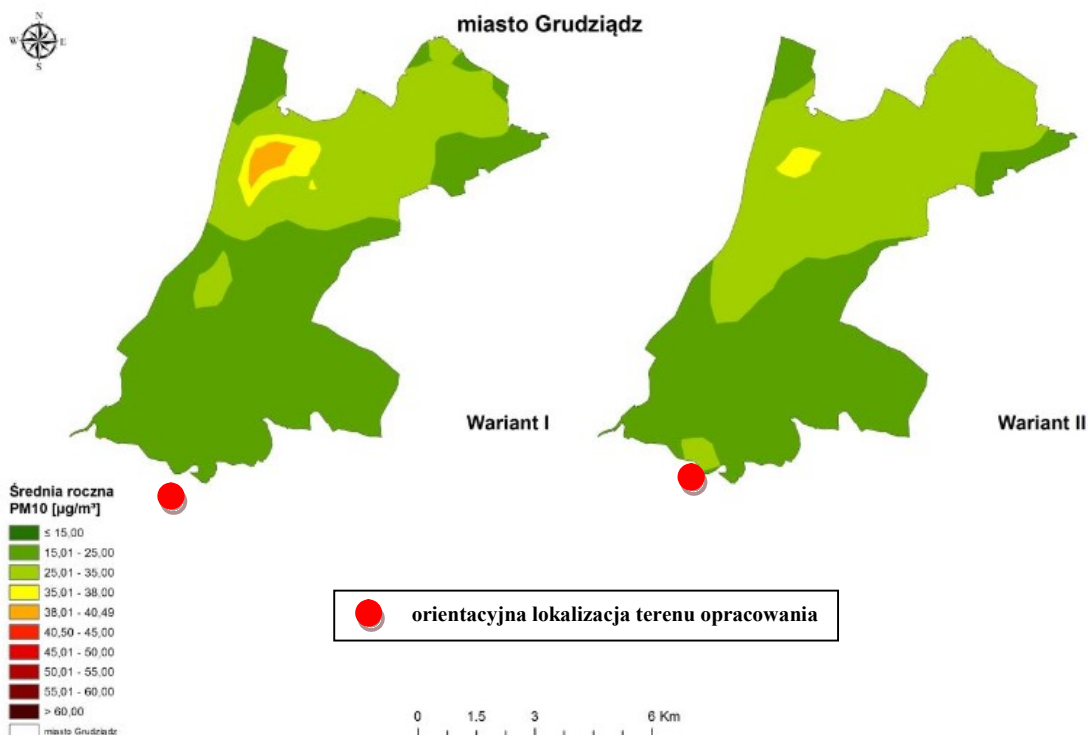 miasto Grudziądz
N
W E
S
Wariant I
Wariant II
Średnia roczna
PM10 [µg/m³]
≤ 15,00
15,01 - 25,00
25,01 - 35,00
35,01 - 38,00
38,01 - 40,49
40,50 - 45,00
45,01 - 50,00
50,01 - 55,00
55,01 - 60,00
> 60,00
miasto Grudziądz
orientacyjna lokalizacja terenu opracowania
0 1.5 3 6 Km